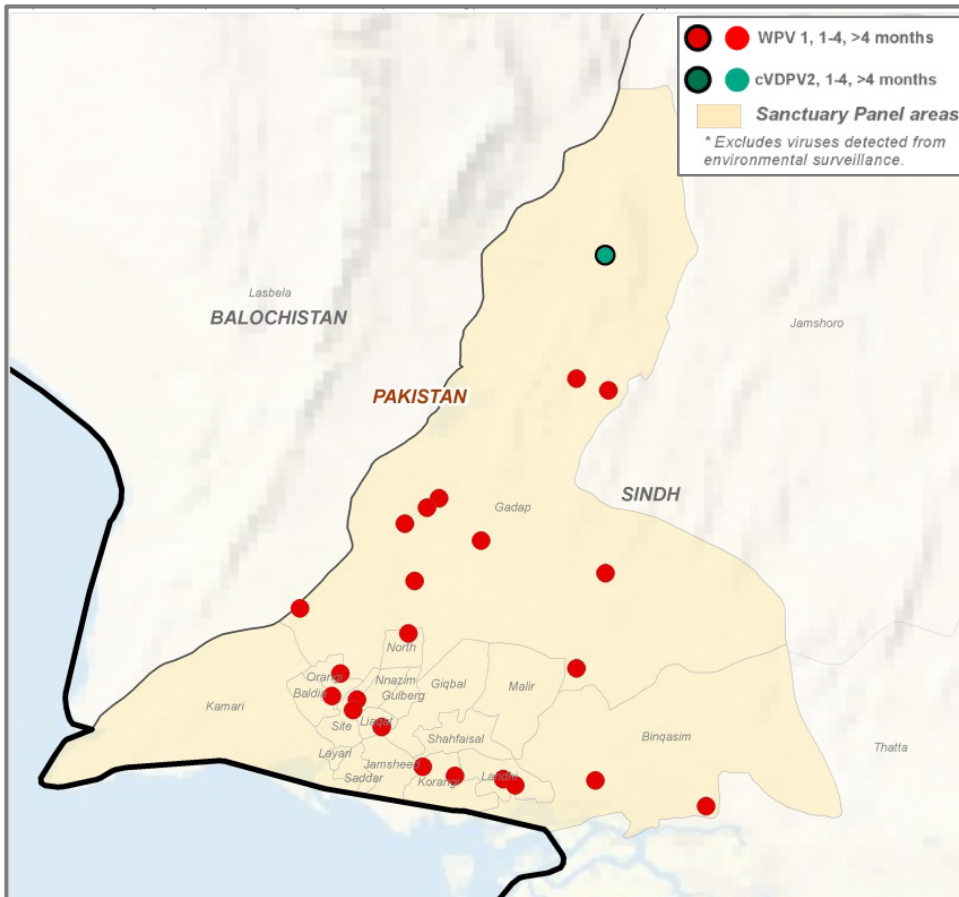 WPV 1, 1-4, >4 months
cVDPV2, 1-4, >4 months
Sanctuary Panel areas
* Excludes viruses detected from
environmental surveillance.
Lasbela
BALOCHISTAN
Jamshoro
PAKISTAN
SINDH
Gadap
North
Orangi
Nnazim
Giqbal
Malir
Baldia
Gulberg
Kamari
Site
Liaqat
Shahfaisal
Binqasim
Thatta
Layari
Jamsheed
Saddar
Korangi
Landhi